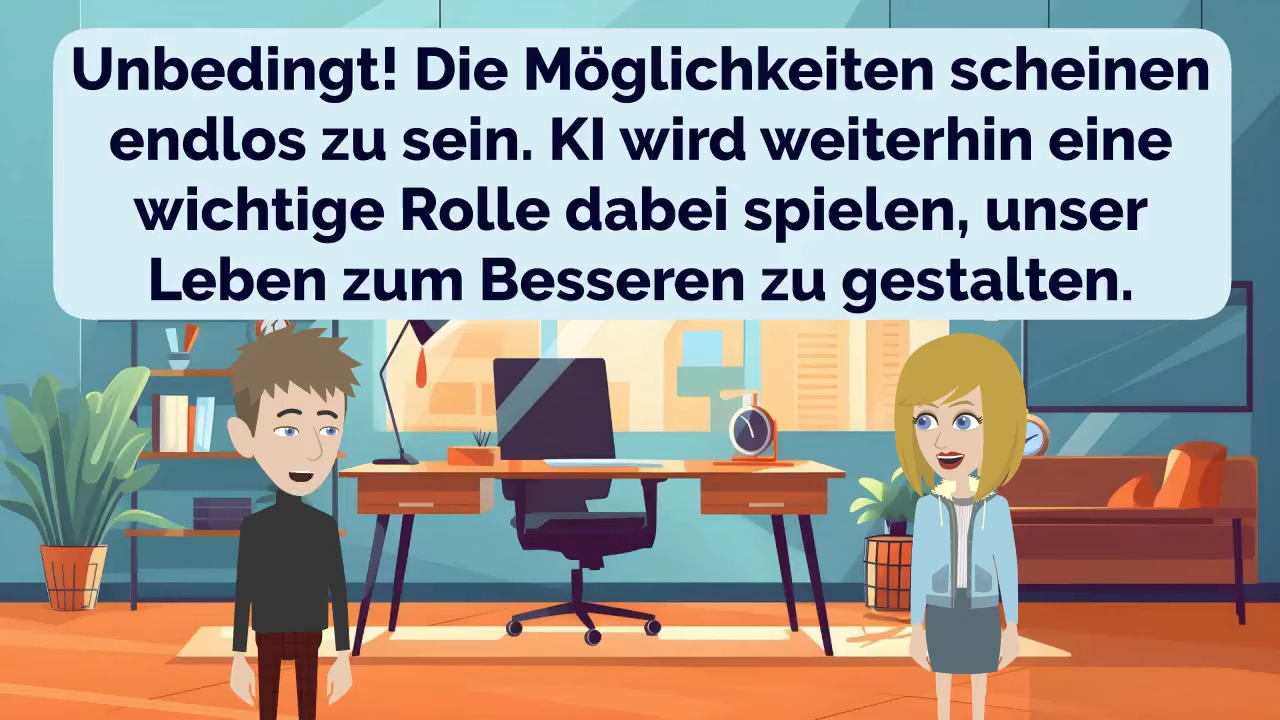 Unbedingt! Die Möglichkeiten scheinen
endlos zu sein. KI wird weiterhin eine
wichtige Rolle dabei spielen, unser
Leben zum Besseren zu gestalten.